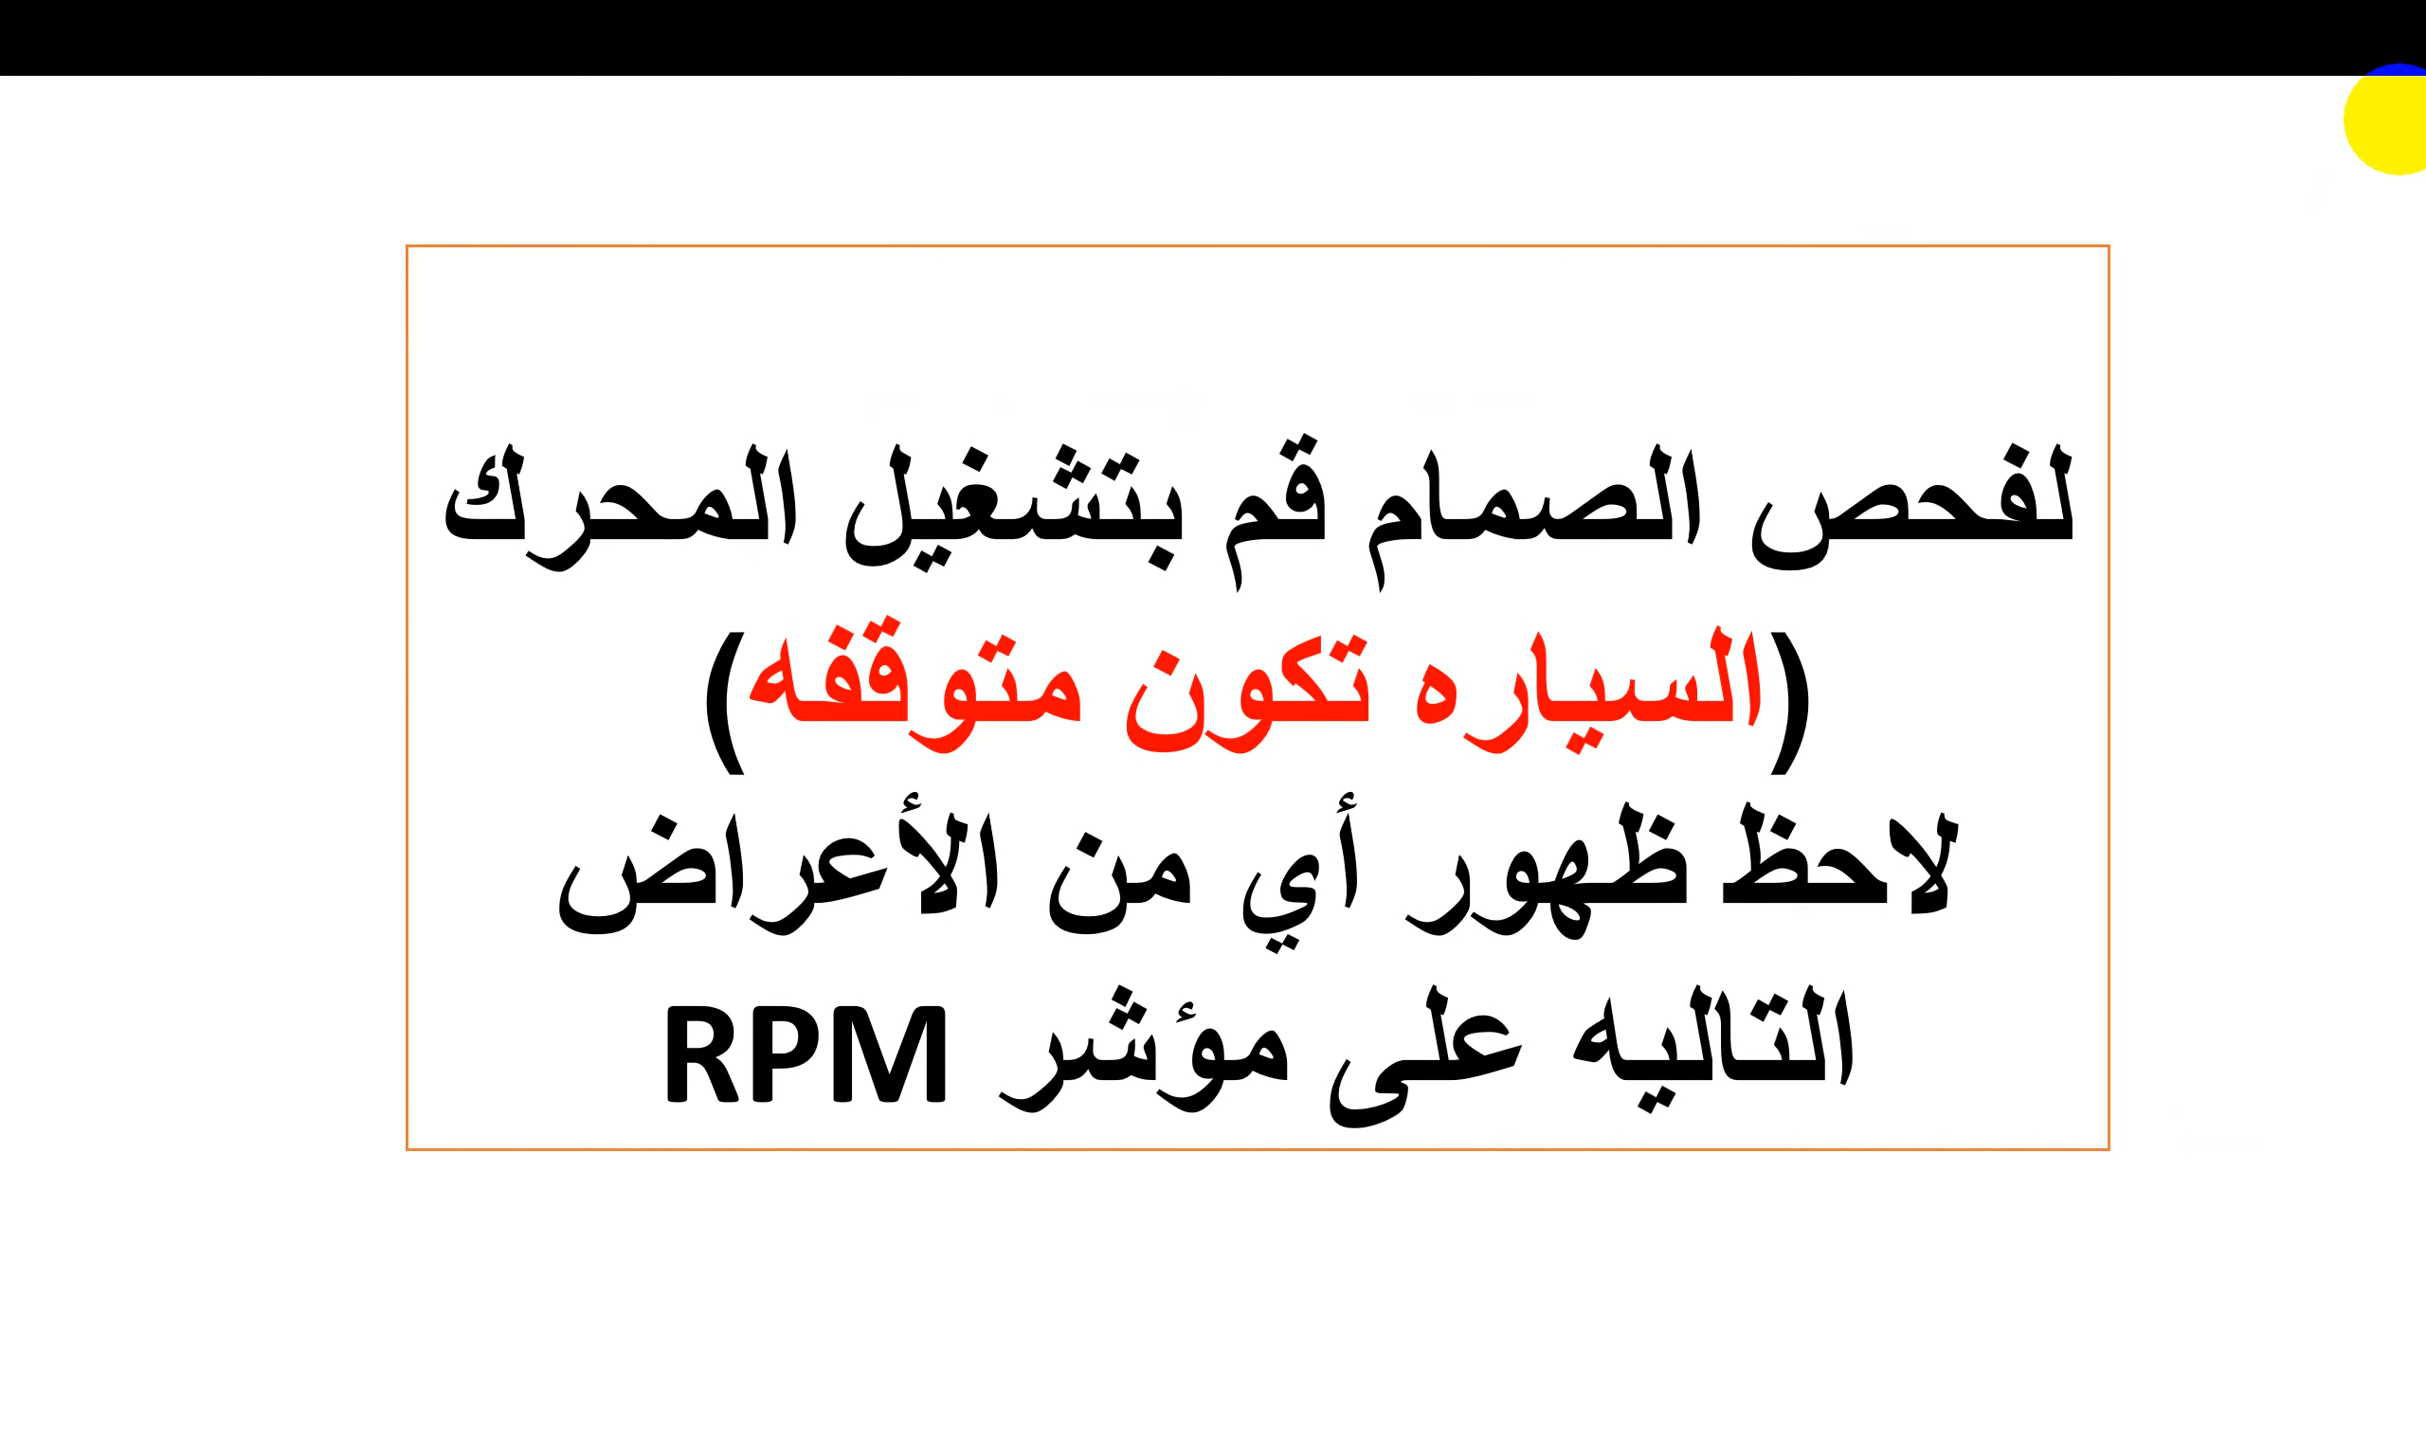 لفحص الصمام قم بتشغيل المحرك
(السياره تكون متوقفه)
لاحظ ظهور أي من الأعراض
التاليه على مؤشر RPM